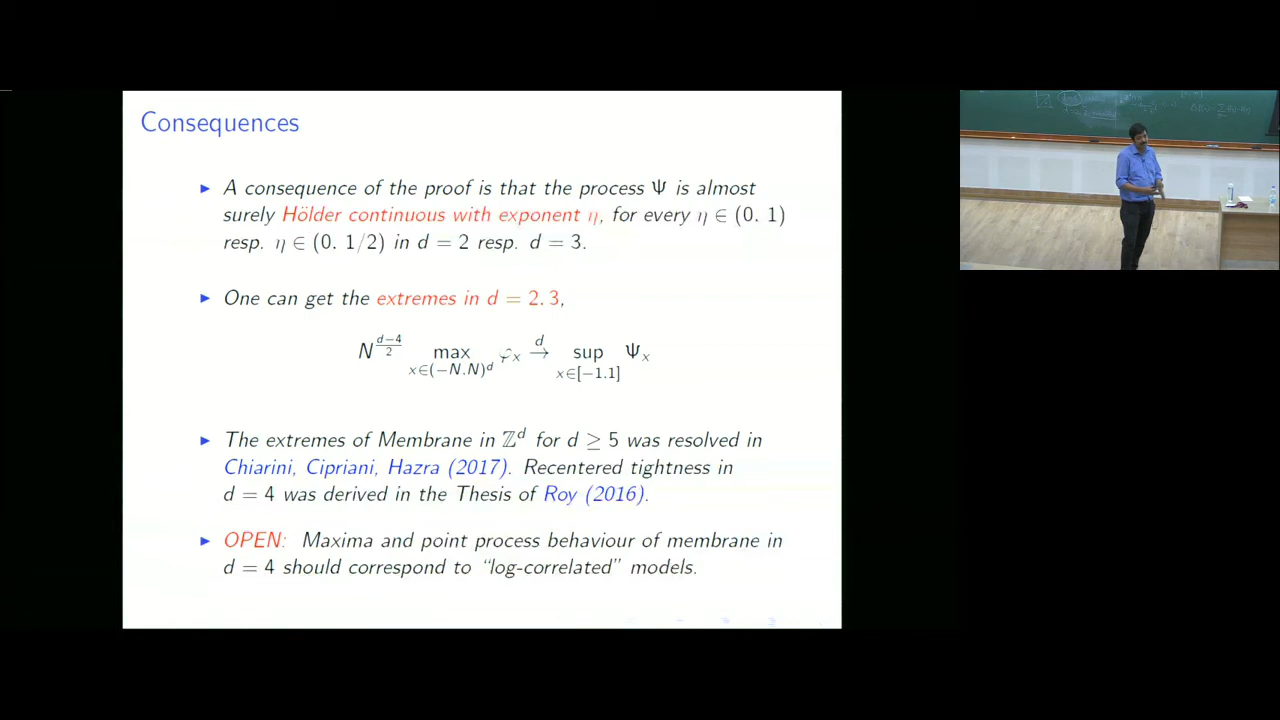 Consequences
▶ A consequence of the proof is that the process Ψ is almost
surely Hölder continuous with exponent η, for every η ∈ (0. 1)
resp. η ∈ (0. 1/2) in d = 2 resp. d = 3.
▶ One can get the extremes in d = 2. 3,
N^{\frac{d-4}{2}} \max_{x∈(−N.N)^d} φ_x \xrightarrow{d} \sup_{x∈[−1.1]} Ψ_x
▶ The extremes of Membrane in ℤ^d for d ≥ 5 was resolved in
Chiarini, Cipriani, Hazra (2017). Recentered tightness in
d = 4 was derived in the Thesis of Roy (2016).
▶ OPEN: Maxima and point process behaviour of membrane in
d = 4 should correspond to “log-correlated” models.